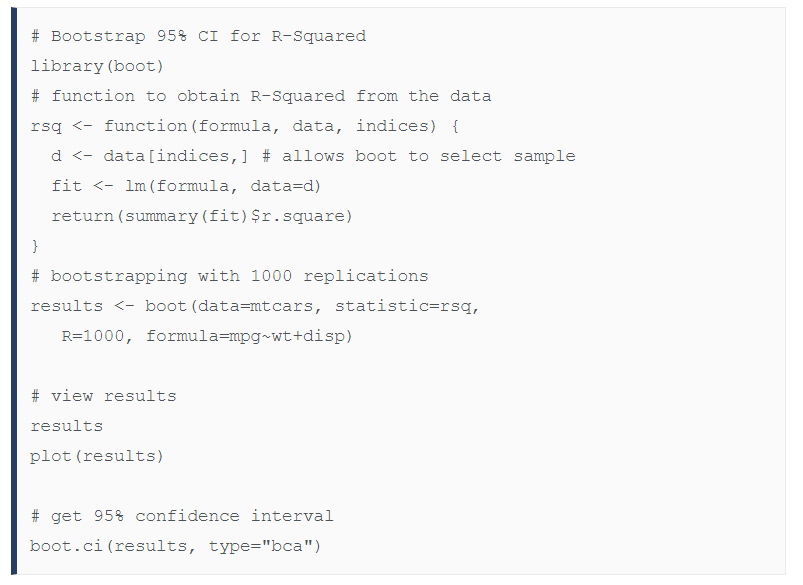 # Bootstrap 95% CI for R-Squared
library(boot)
# function to obtain R-Squared from the data
rsq <- function(formula, data, indices) {
  d <- data[indices,] # allows boot to select sample
  fit <- lm(formula, data=d)
  return(summary(fit)$r.square)
}
# bootstrapping with 1000 replications
results <- boot(data=mtcars, statistic=rsq,
   R=1000, formula=mpg~wt+disp)

# view results
results
plot(results)

# get 95% confidence interval
boot.ci(results, type="bca")